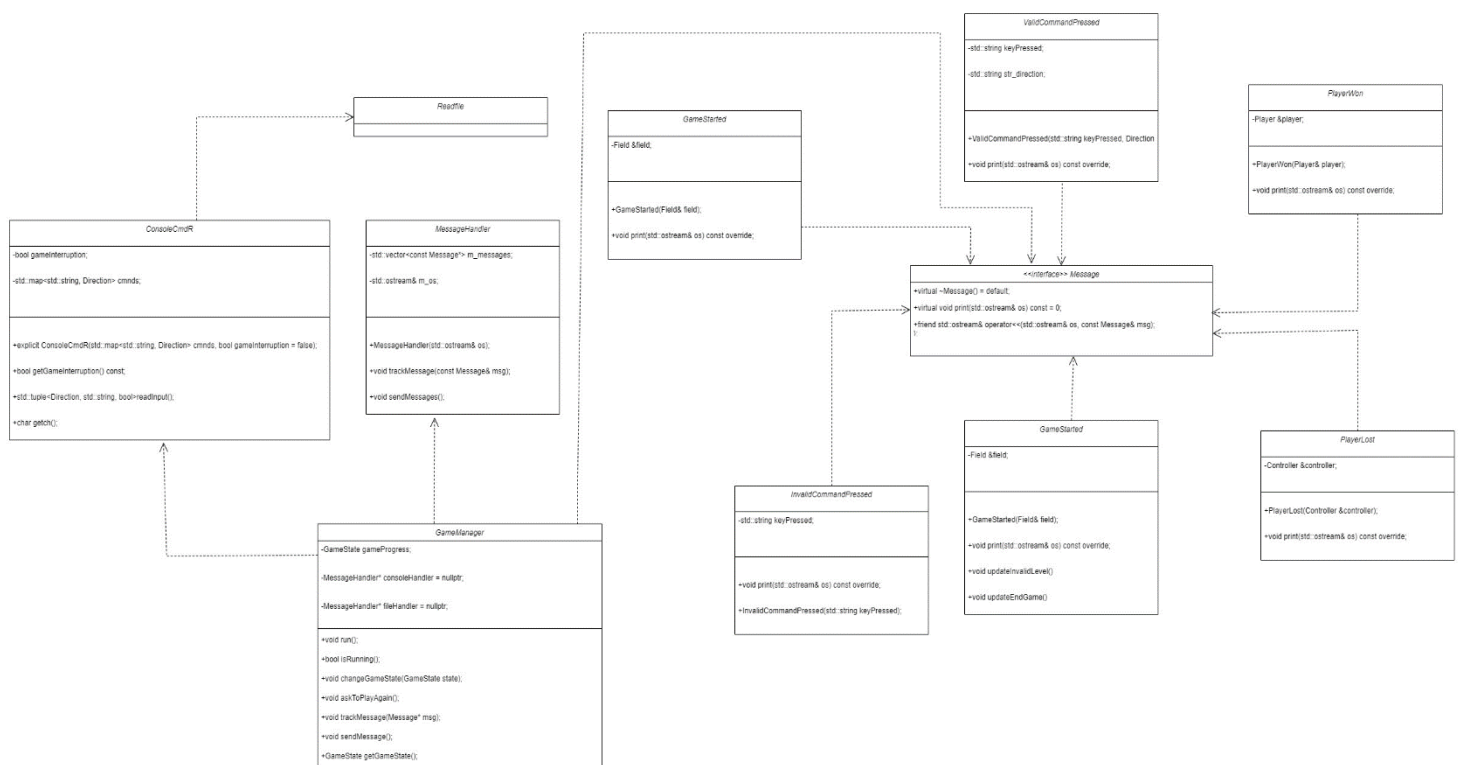 ValidCommandPressed
-std::string keyPressed;
-std::string str_direction;
+ValidCommandPressed(std::string keyPressed, Direction
+void print(std::ostream& os) const override;
PlayerWon
-Player &player;
+PlayerWon(Player& player);
+void print(std::ostream& os) const override;
Readfile
GameStarted
-Field &field;
+GameStarted(Field& field);
+void print(std::ostream& os) const override;
ConsoleCmdR
-bool gameInterruption;
-std::map<std::string, Direction> cmnds;
+explicit ConsoleCmdR(std::map<std::string, Direction> cmnds, bool gameInterruption = false);
+bool getGameInterruption() const;
+std::tuple<Direction, std::string, bool>readInput();
+char getch();
MessageHandler
-std::vector<const Message*> m_messages;
-std::ostream& m_os;
+MessageHandler(std::ostream& os);
+void trackMessage(const Message& msg);
+void sendMessages();
<<interface>> Message
+virtual ~Message() = default;
+virtual void print(std::ostream& os) const = 0;
+friend std::ostream& operator<<(std::ostream& os, const Message& msg);
};
GameStarted
-Field &field;
+GameStarted(Field& field);
+void print(std::ostream& os) const override;
+void updateInvalidLevel()
+void updateEndGame()
PlayerLost
-Controller &controller;
+PlayerLost(Controller &controller);
+void print(std::ostream& os) const override;
InvalidCommandPressed
-std::string keyPressed;
+void print(std::ostream& os) const override;
+InvalidCommandPressed(std::string keyPressed);
GameManager
-GameState gameProgress;
-MessageHandler* consoleHandler = nullptr;
-MessageHandler* fileHandler = nullptr;
+void run();
+bool isRunning();
+void changeGameState(GameState state);
+void askToPlayAgain();
+void trackMessage(Message* msg);
+void sendMessage();
+GameState getGameState();